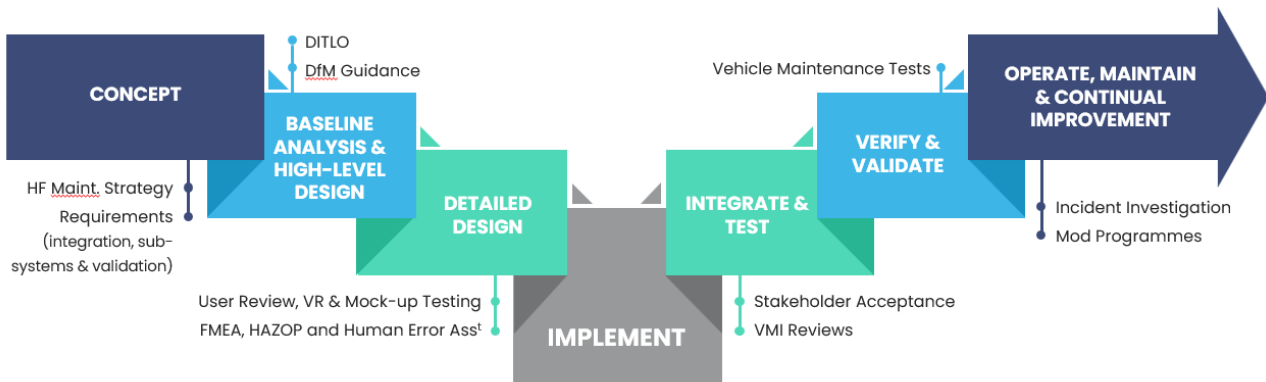 CONCEPT
HF Maint. Strategy
Requirements
(integration, sub-
systems & validation)
DITLO
DfM Guidance
BASELINE
ANALYSIS &
HIGH-LEVEL
DESIGN
DETAILED
DESIGN
User Review, VR & Mock-up Testing
FMEA, HAZOP and Human Error Assᵗ
IMPLEMENT
INTEGRATE &
TEST
Stakeholder Acceptance
VMI Reviews
Vehicle Maintenance Tests
VERIFY &
VALIDATE
OPERATE, MAINTAIN
& CONTINUAL
IMPROVEMENT
Incident Investigation
Mod Programmes